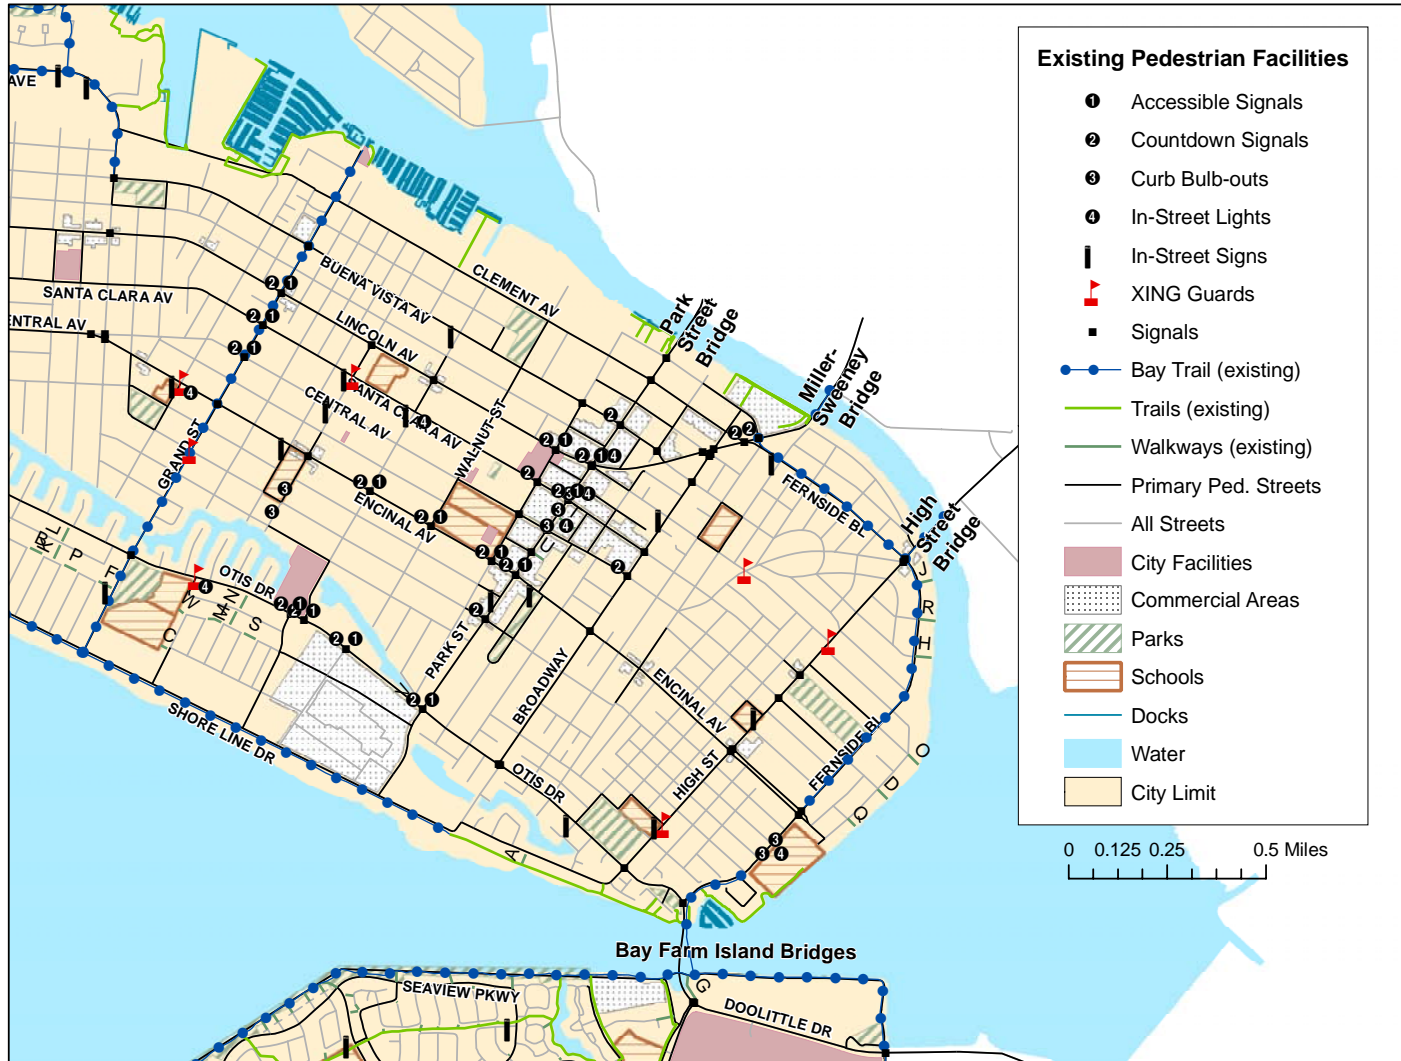 Existing Pedestrian Facilities
1 Accessible Signals
2 Countdown Signals
3 Curb Bulb-outs
4 In-Street Lights
In-Street Signs
XING Guards
Signals
Bay Trail (existing)
Trails (existing)
Walkways (existing)
Primary Ped. Streets
All Streets
City Facilities
Commercial Areas
Parks
Schools
Docks
Water
City Limit
0 0.125 0.25 0.5 Miles
AVE
SANTA CLARA AV
ENTRAL AV
BUENA VISTA AV
CLEMENT AV
LINCOLN AV
SANTA CLARA AV
CENTRAL AV
WALNUT ST
GRAND ST
ENCINAL AV
Park
Street
Bridge
Miller-
Sweeney
Bridge
FERNSIDE BL
High
Street
Bridge
OTIS DR
PARK ST
BROADWAY
ENCINAL AV
SHORE LINE DR
OTIS DR
HIGH ST
FERNSIDE BL
Bay Farm Island Bridges
SEAVIEW PKWY
DOOLITTLE DR
L
P
F
W
M
N
Z
S
C
U
J
R
H
O
D
Q
A
G